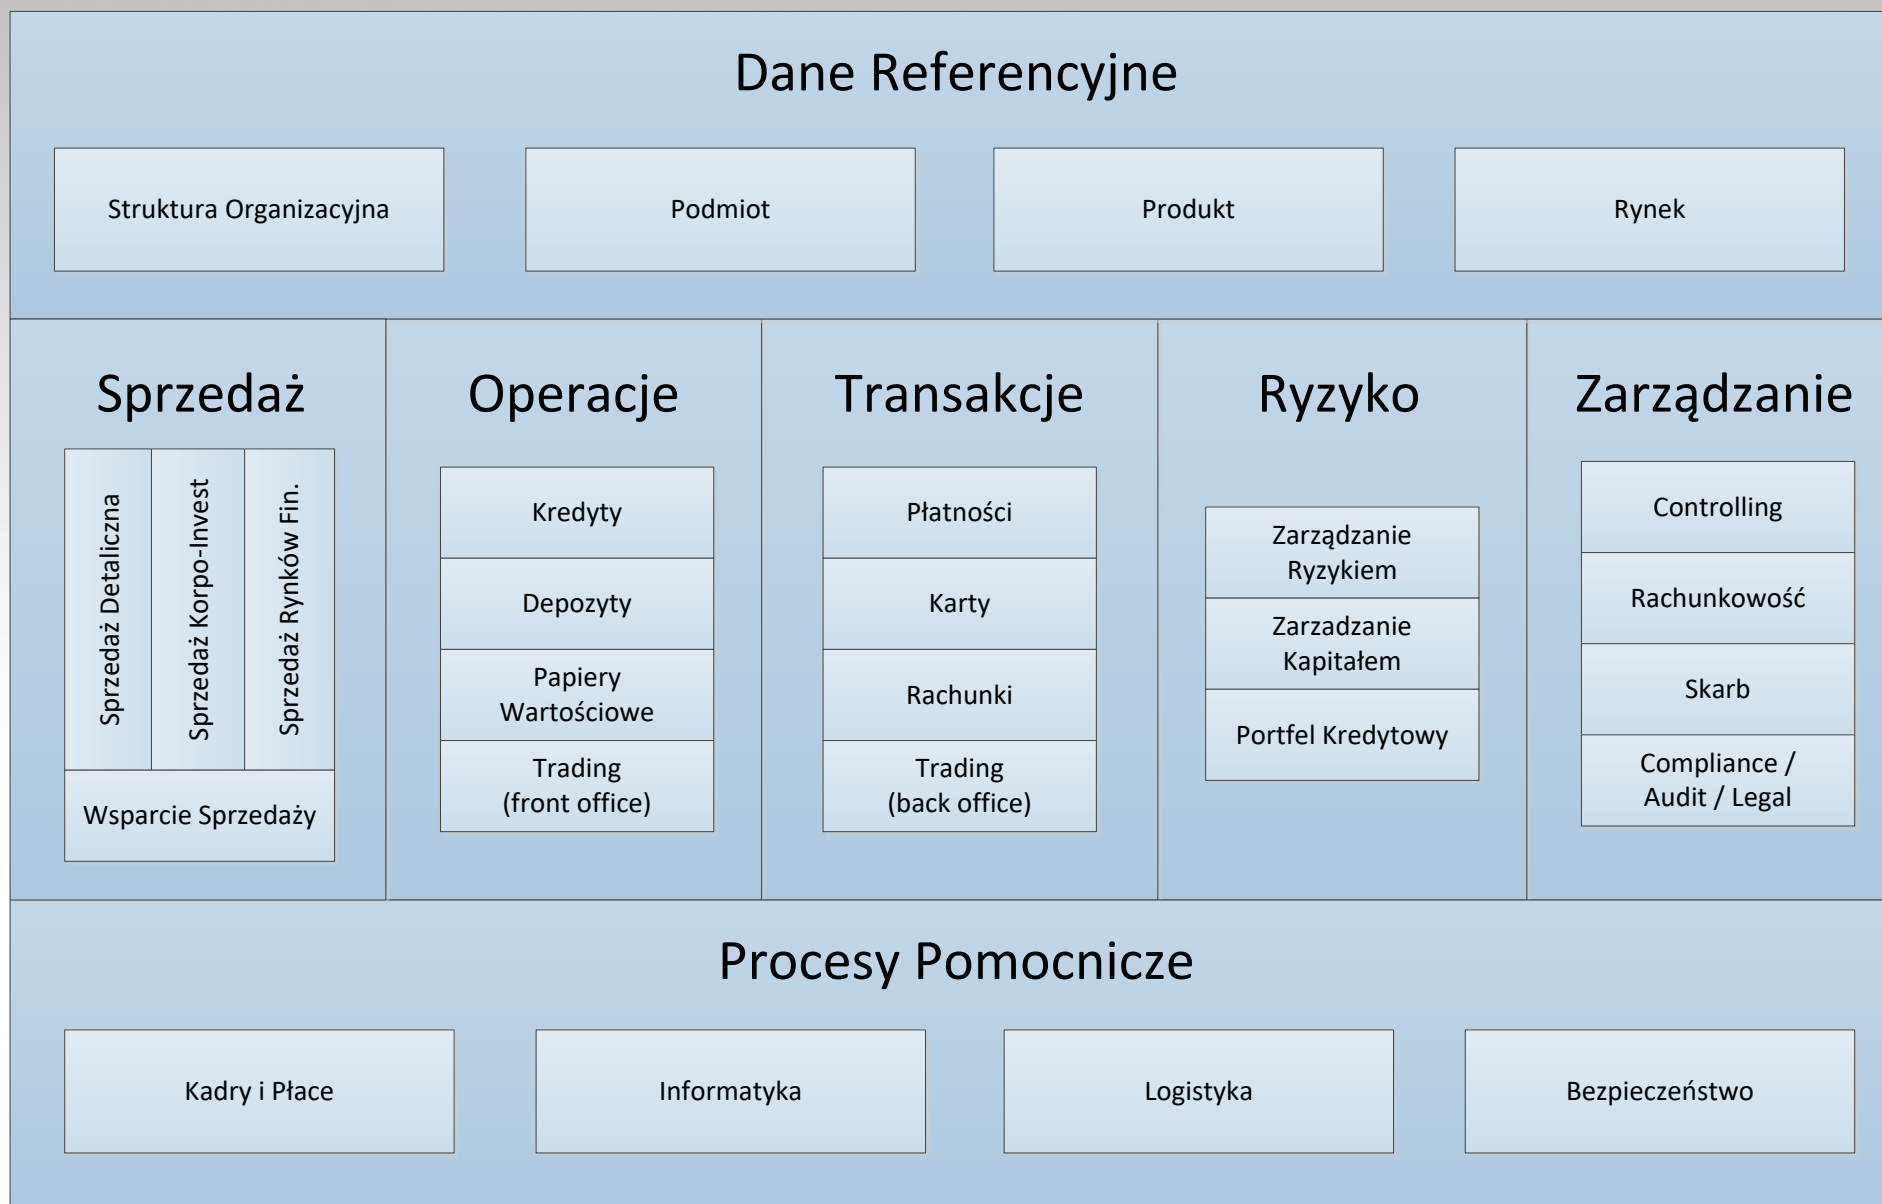 Dane Referencyjne
Struktura Organizacyjna
Podmiot
Produkt
Rynek
Sprzedaż
Sprzedaż Detaliczna
Sprzedaż Korpo-Invest
Sprzedaż Rynków Fin.
Wsparcie Sprzedaży
Operacje
Kredyty
Depozyty
Papiery
Wartościowe
Trading
(front office)
Transakcje
Płatności
Karty
Rachunki
Trading
(back office)
Ryzyko
Zarządzanie
Ryzykiem
Zarzadzanie
Kapitałem
Portfel Kredytowy
Zarządzanie
Controlling
Rachunkowość
Skarb
Compliance /
Audit / Legal
Procesy Pomocnicze
Kadry i Płace
Informatyka
Logistyka
Bezpieczeństwo